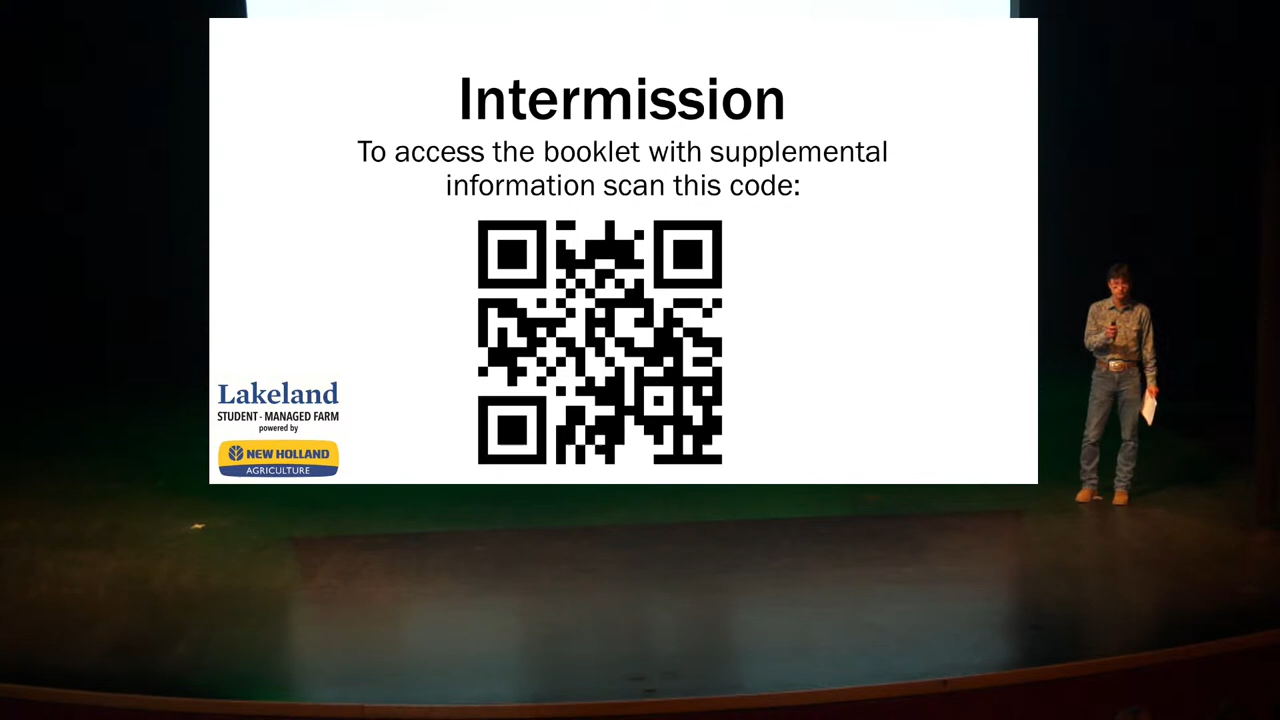 Intermission
To access the booklet with supplemental
information scan this code:
Lakeland
STUDENT - MANAGED FARM
powered by
NEW HOLLAND
AGRICULTURE